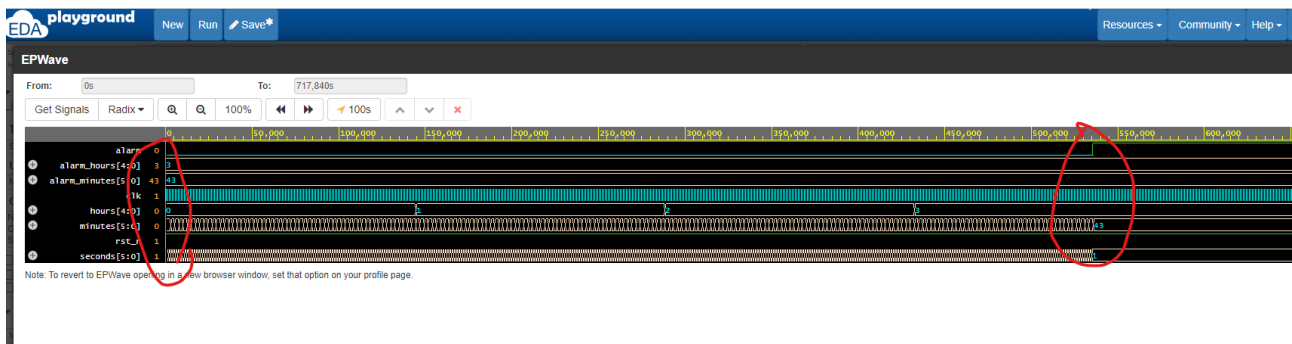 EDA playground New Run Save* Resources Community Help
EPWave
From: 0s To: 717,840s
Get Signals Radix 100% 100s
0 50,000 100,000 150,000 200,000 250,000 300,000 350,000 400,000 450,000 500,000 550,000 600,000
alarm 0
alarm_hours[4:0] 3 3
alarm_minutes[5:0] 43 43
clk 1
hours[4:0] 0 0 1 2 3
minutes[5:0] 0 43
rst_n 1
seconds[5:0] 1 1
Note: To revert to EPWave opening in a new browser window, set that option on your profile page.